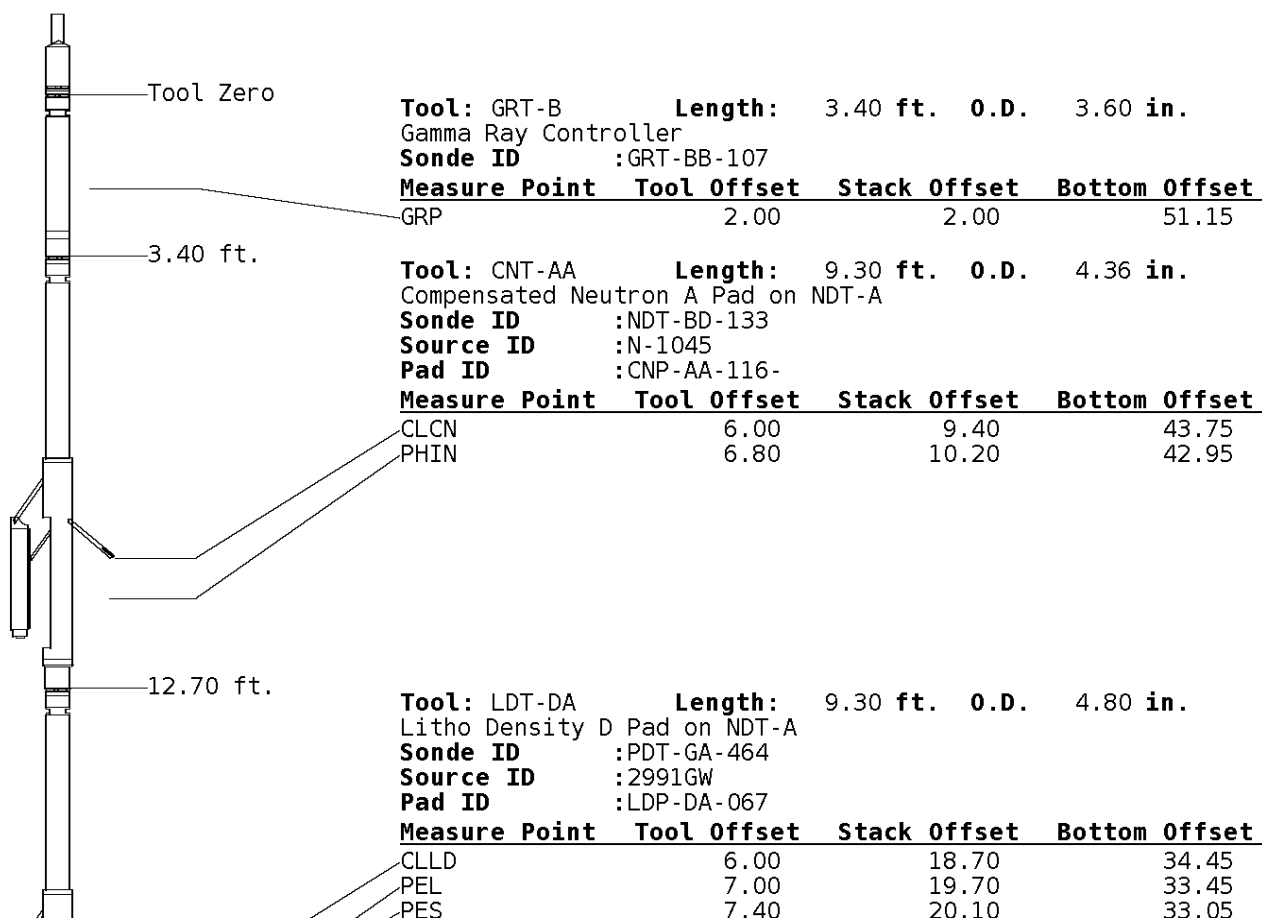 Tool Zero
Tool: GRT-B Length: 3.40 ft. O.D. 3.60 in.
Gamma Ray Controller
Sonde ID :GRT-BB-107
Measure Point Tool Offset Stack Offset Bottom Offset
GRP 2.00 2.00 51.15
3.40 ft.
Tool: CNT-AA Length: 9.30 ft. O.D. 4.36 in.
Compensated Neutron A Pad on NDT-A
Sonde ID :NDT-BD-133
Source ID :N-1045
Pad ID :CNP-AA-116-
Measure Point Tool Offset Stack Offset Bottom Offset
CLCN 6.00 9.40 43.75
PHIN 6.80 10.20 42.95
12.70 ft.
Tool: LDT-DA Length: 9.30 ft. O.D. 4.80 in.
Litho Density D Pad on NDT-A
Sonde ID :PDT-GA-464
Source ID :2991GW
Pad ID :LDP-DA-067
Measure Point Tool Offset Stack Offset Bottom Offset
CLLD 6.00 18.70 34.45
PEL 7.00 19.70 33.45
PES 7.40 20.10 33.05